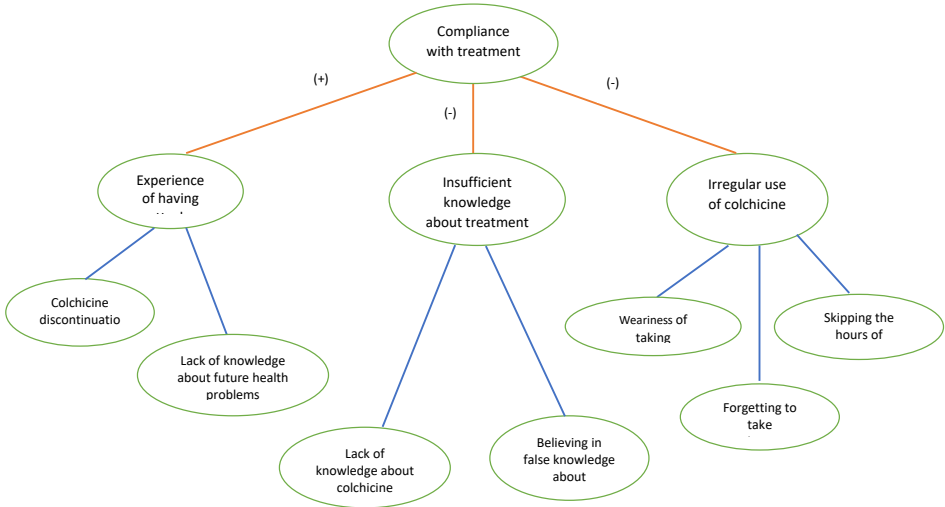 Compliance
with treatment
(+)
(-)
(-)
Experience
of having
Insufficient
knowledge
about treatment
Irregular use
of colchicine
Colchicine
discontinuatio
Lack of knowledge
about future health
problems
Weariness of
taking
Skipping the
hours of
Forgetting to
take
Lack of
knowledge about
colchicine
Believing in
false knowledge
about